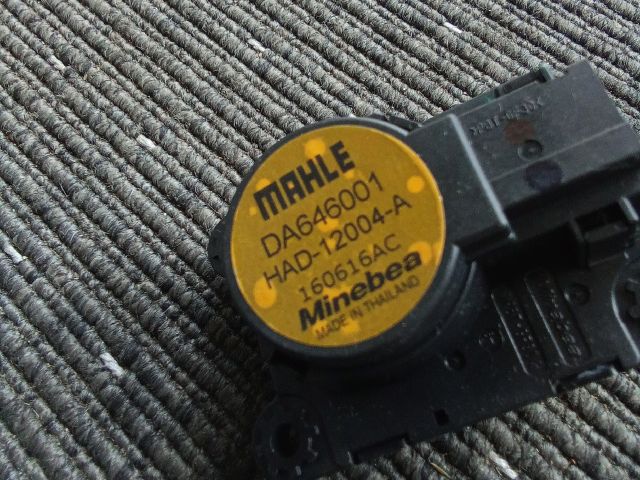 MAHLE
DA646001
HAD-12004-A
160616AC
Minebea
MADE IN THAILAND